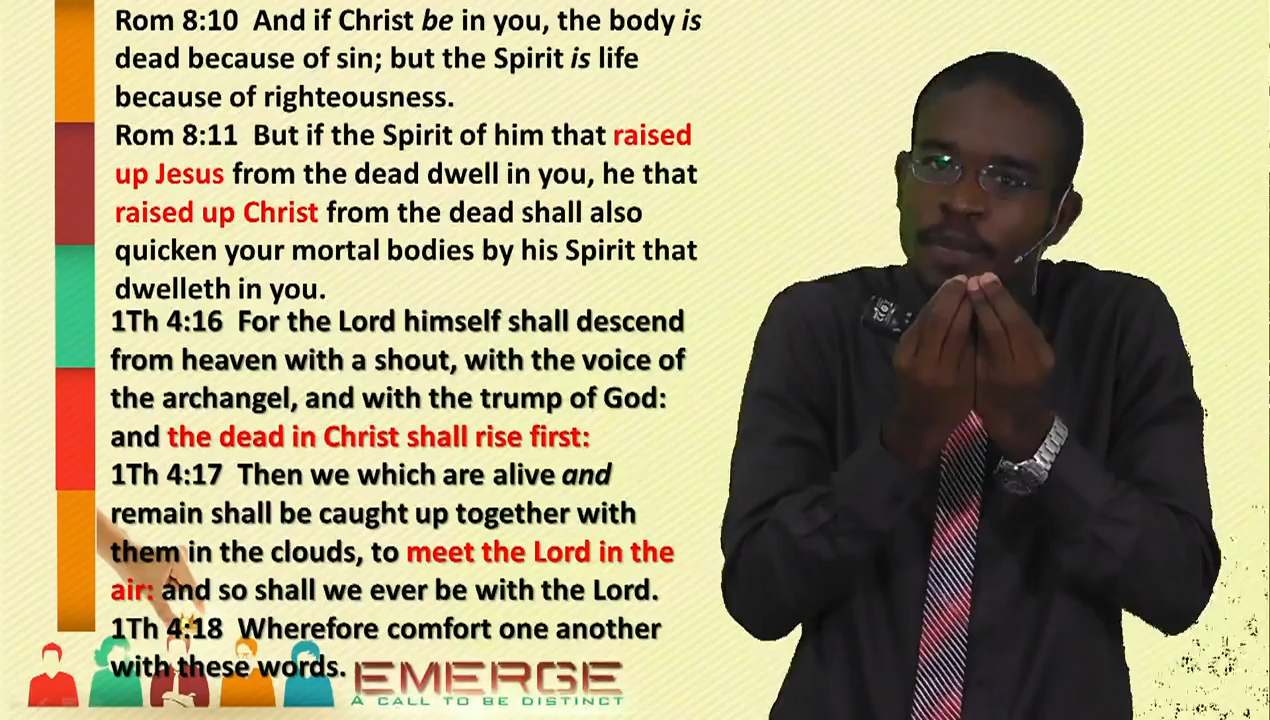 Rom 8:10 And if Christ be in you, the body is
dead because of sin; but the Spirit is life
because of righteousness.
Rom 8:11 But if the Spirit of him that raised
up Jesus from the dead dwell in you, he that
raised up Christ from the dead shall also
quicken your mortal bodies by his Spirit that
dwelleth in you.
1Th 4:16 For the Lord himself shall descend
from heaven with a shout, with the voice of
the archangel, and with the trump of God:
and the dead in Christ shall rise first:
1Th 4:17 Then we which are alive and
remain shall be caught up together with
them in the clouds, to meet the Lord in the
air: and so shall we ever be with the Lord.
1Th 4:18 Wherefore comfort one another
with these words.
EMERGE
A CALL TO BE DISTINCT